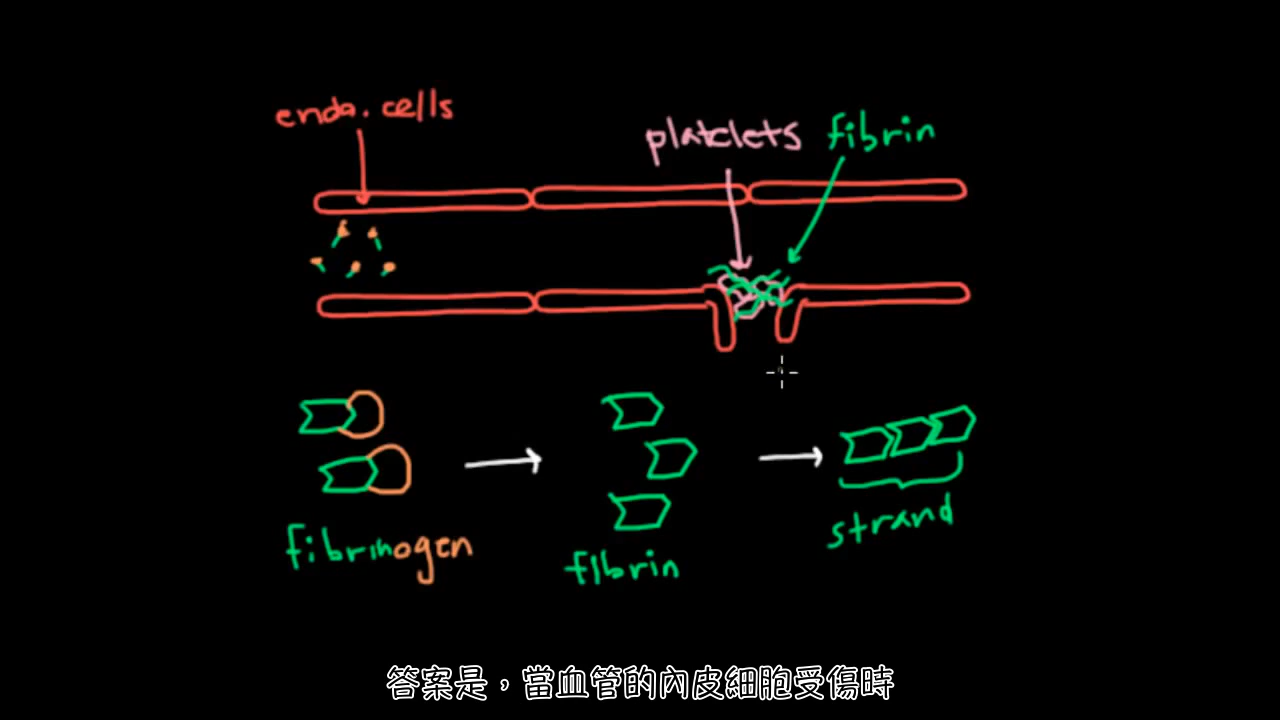 endo. cells
platelets
fibrin
fibrinogen
fibrin
strand
答案是，當血管的內皮細胞受傷時